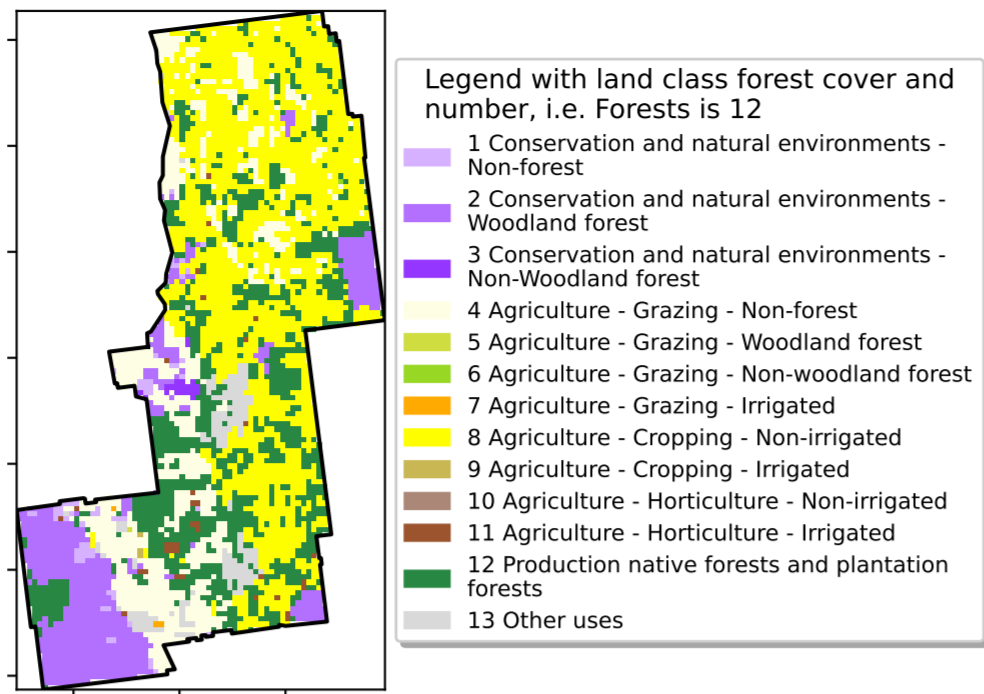 Legend with land class forest cover and
number, i.e. Forests is 12
1 Conservation and natural environments -
Non-forest
2 Conservation and natural environments -
Woodland forest
3 Conservation and natural environments -
Non-Woodland forest
4 Agriculture - Grazing - Non-forest
5 Agriculture - Grazing - Woodland forest
6 Agriculture - Grazing - Non-woodland forest
7 Agriculture - Grazing - Irrigated
8 Agriculture - Cropping - Non-irrigated
9 Agriculture - Cropping - Irrigated
10 Agriculture - Horticulture - Non-irrigated
11 Agriculture - Horticulture - Irrigated
12 Production native forests and plantation
forests
13 Other uses